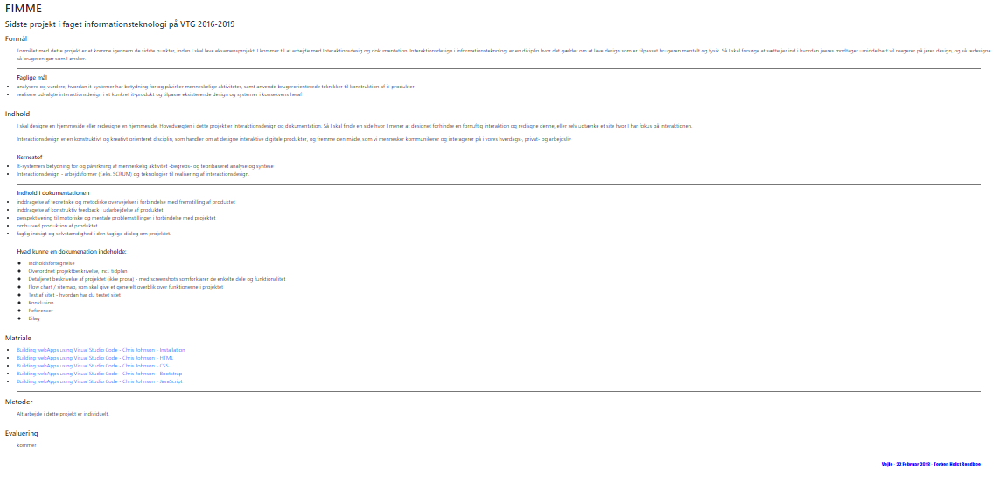 FIMME
Sidste projekt i faget informationsteknologi på VTG 2016-2019
Formål
Formålet med dette projekt er at komme igennem de sidste punkter, inden I skal lave eksamensprojekt. I kommer til at arbejde med Interaktionsdesig og dokumentation. Interaktionsdesign i informationsteknologi er en diciplin hvor det gælder om at lave design som er tilpasset brugeren mentalt og fysik. Så I skal forsøge at sætte jer ind i hvordan jeeres modtager umiddelbart vil reagerer på jeres design, og så redesigne
så brugeren gør som I ønsker.
Faglige mål
• analysere og vurdere, hvordan it-systemer har betydning for og påvirker menneskelige aktiviteter, samt anvende brugerorienterede teknikker til konstruktion af it-produkter
• realisere udvalgte interaktionsdesign i et konkret it-produkt og tilpasse eksisterende design og systemer i konsekvens heraf
Indhold
I skal designe en hjemmeside eller redesigne en hjemmeside. Hovedvægten i dette projekt er Interaktionsdesign og dokumentation. Så I skal finde en side hvor I mener at designet forhindre en fornuftig interaktion og redisgne denne, eller selv udtænke et site hvor I har fokus på interaktionen.
Interaktionsdesign er en konstruktivt og kreativt orienteret disciplin, som handler om at designe interaktive digitale produkter, og fremme den måde, som vi mennesker kommunikerer og interagerer på i vores hverdags-, privat- og arbejdsliv
Kernestof
• it-systemers betydning for og påvirkning af menneskelig aktivitet -begrebs- og teoribaseret analyse og syntese
• Interaktionsdesign - arbejdsformer (f.eks. SCRUM) og teknologier til realisering af interaktionsdesign.
Indhold i dokumentationen
• inddragelse af teoretiske og metodiske overvejelser i forbindelse med fremstilling af produktet
• inddragelse af konstruktiv feedback i udarbejdelse af produktet
• perspektivering til motoriske og mentale problemstillinger i forbindelse med projektet
• omhu ved produktion af produktet
• faglig indsigt og selvstændighed i den faglige dialog om projektet
Hvad kunne en dokumenation indeholde:
◆ Indholdsfortegnelse
◆ Overordnet projektbeskrivelse, incl. tidplan
◆ Detaljeret beskrivelse af projektet (ikke prosa) - med screenshots somforklarer de enkelte dele og funktionalitet
◆ Flow chart / sitemap, som skal give et generelt overblik over funktionerne i projektet
◆ Test af sitet - hvordan har du testet sitet
◆ Konklusion
◆ Referencer
◆ Bilag
Matriale
• Building webApps using Visual Studio Code - Chris Johnson - Installation
• Building webApps using Visual Studio Code - Chris Johnson - HTML
• Building webApps using Visual Studio Code - Chris Johnson - CSS
• Building webApps using Visual Studio Code - Chris Johnson - Bootstrap
• Building webApps using Visual Studio Code - Chris Johnson - JavaScript
Metoder
Alt arbejde i dette projekt er individuelt.
Evaluering
kommer
Vejle - 22 Februar 2018 - Torben Holst Bendboe